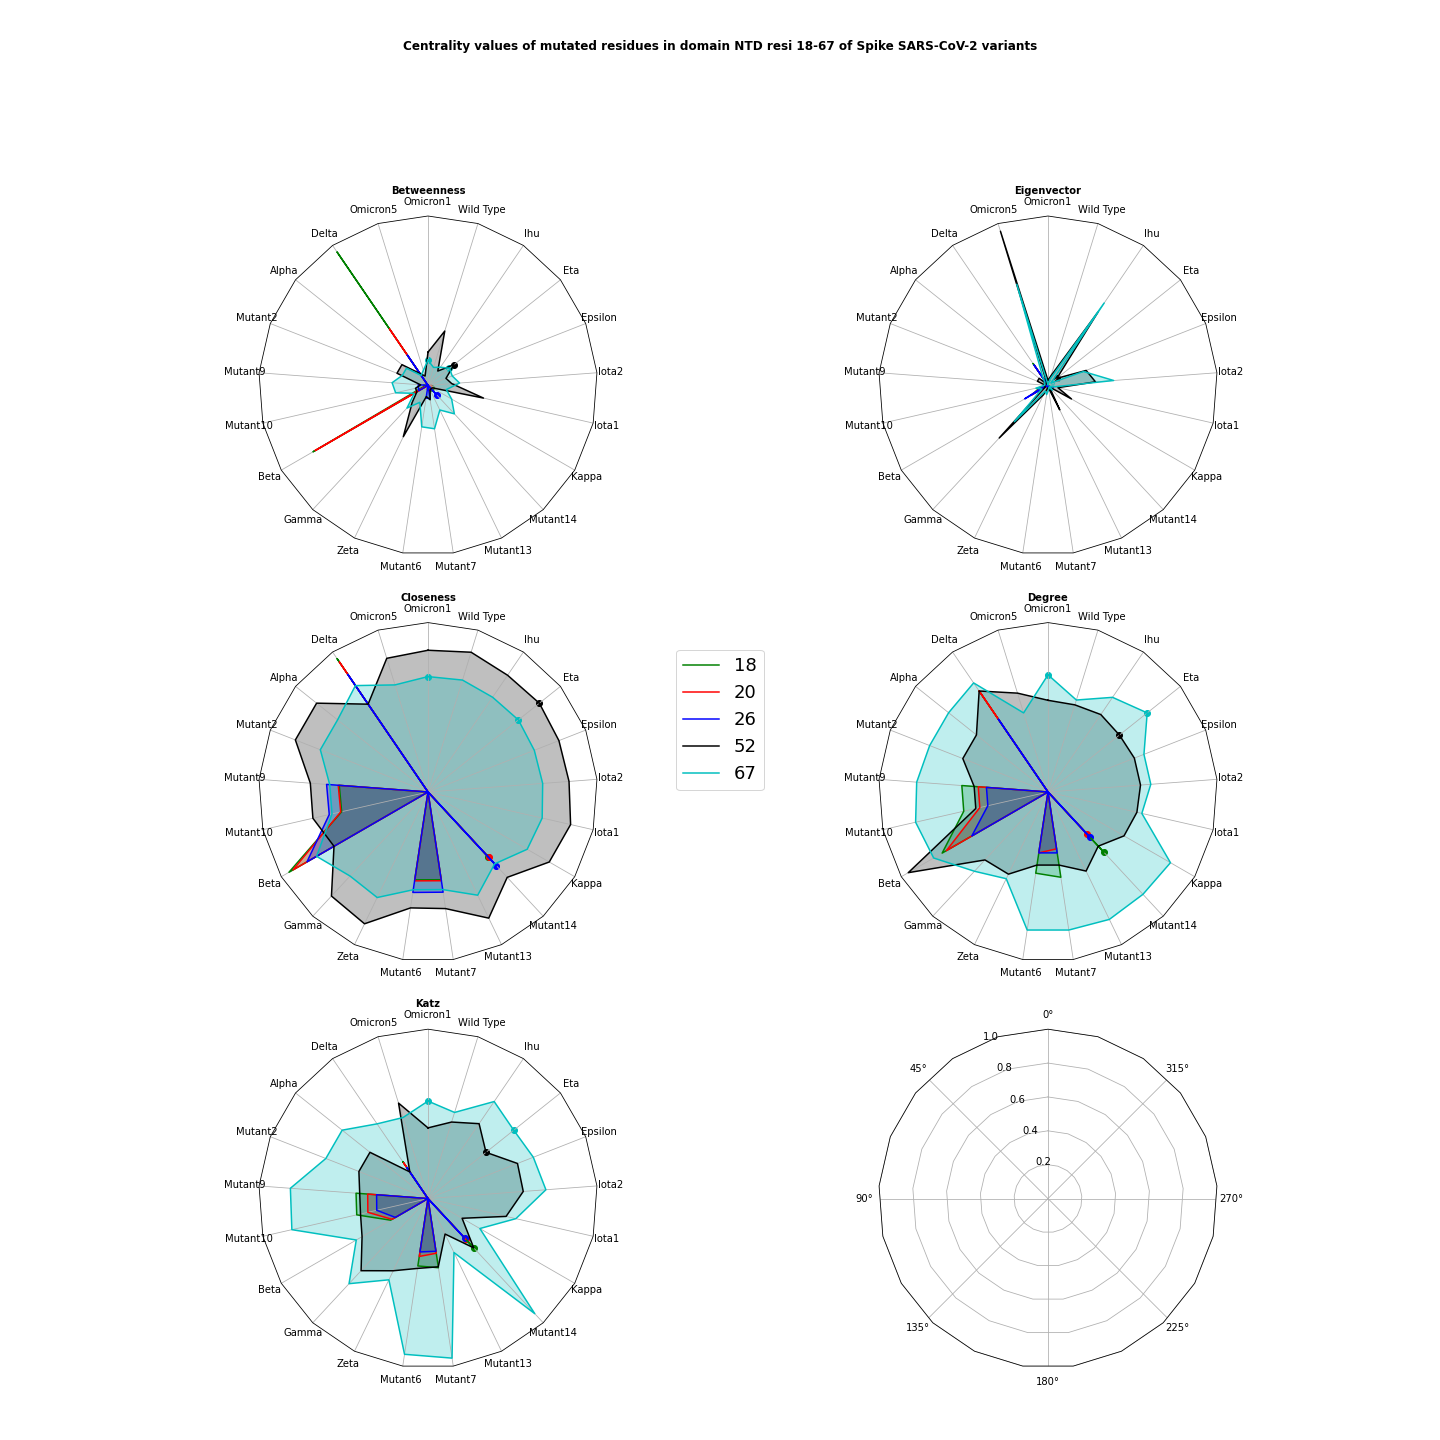 Centrality values of mutated residues in domain NTD resi 18-67 of Spike SARS-CoV-2 variants
Betweenness
Omicron1
Omicron5
Wild Type
Delta
Ihu
Alpha
Eta
Mutant2
Epsilon
Mutant9
Iota2
Mutant10
Iota1
Beta
Kappa
Gamma
Mutant14
Zeta
Mutant13
Mutant6
Mutant7
Eigenvector
Omicron1
Omicron5
Wild Type
Delta
Ihu
Alpha
Eta
Mutant2
Epsilon
Mutant9
Iota2
Mutant10
Iota1
Beta
Kappa
Gamma
Mutant14
Zeta
Mutant13
Mutant6
Mutant7
Closeness
Omicron1
Omicron5
Wild Type
Delta
Ihu
Alpha
Eta
Mutant2
Epsilon
Mutant9
Iota2
Mutant10
Iota1
Beta
Kappa
Gamma
Mutant14
Zeta
Mutant13
Mutant6
Mutant7
18
20
26
52
67
Degree
Omicron1
Omicron5
Wild Type
Delta
Ihu
Alpha
Eta
Mutant2
Epsilon
Mutant9
Iota2
Mutant10
Iota1
Beta
Kappa
Gamma
Mutant14
Zeta
Mutant13
Mutant6
Mutant7
Katz
Omicron1
Omicron5
Wild Type
Delta
Ihu
Alpha
Eta
Mutant2
Epsilon
Mutant9
Iota2
Mutant10
Iota1
Beta
Kappa
Gamma
Mutant14
Zeta
Mutant13
Mutant6
Mutant7
0°
1.0
45°
0.8
315°
0.6
0.4
0.2
90°
270°
135°
225°
180°